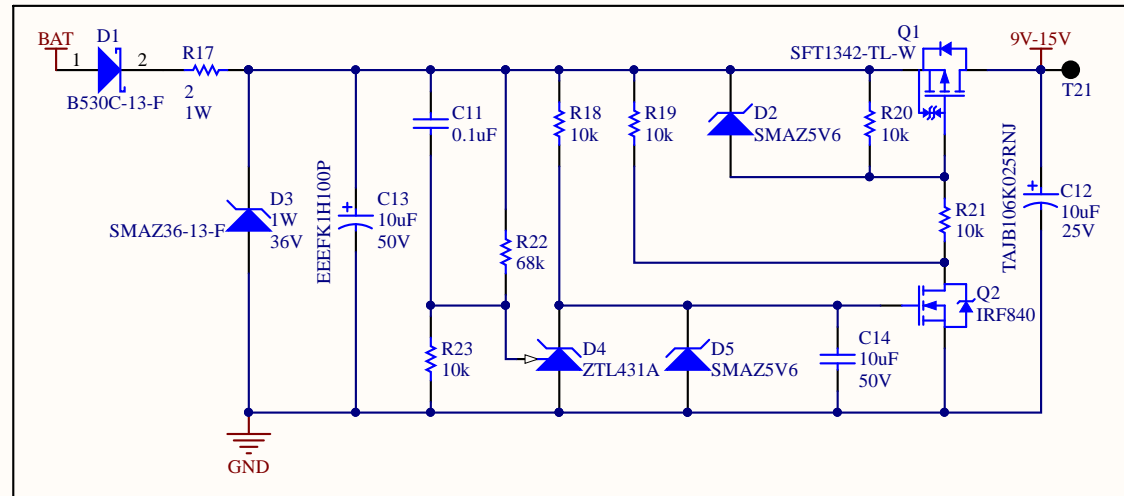 BAT
1
D1
2
B530C-13-F
R17
2
1W
D3
1W
36V
SMAZ36-13-F
EEEFK1H100P
C13
10uF
50V
C11
0.1uF
R22
68k
R23
10k
R18
10k
R19
10k
D4
ZTL431A
D5
SMAZ5V6
D2
SMAZ5V6
R20
10k
Q1
SFT1342-TL-W
R21
10k
Q2
IRF840
C14
10uF
50V
9V-15V
T21
TAJB106K025RNJ
C12
10uF
25V
GND